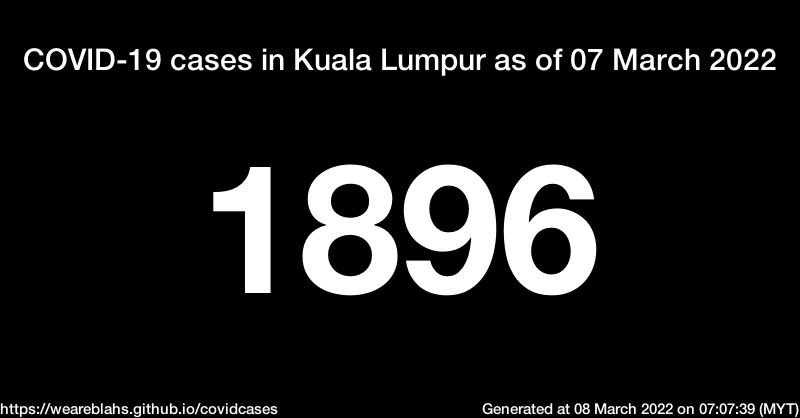 COVID-19 cases in Kuala Lumpur as of 07 March 2022
1896
https://weareblahs.github.io/covidcases
Generated at 08 March 2022 on 07:07:39 (MYT)